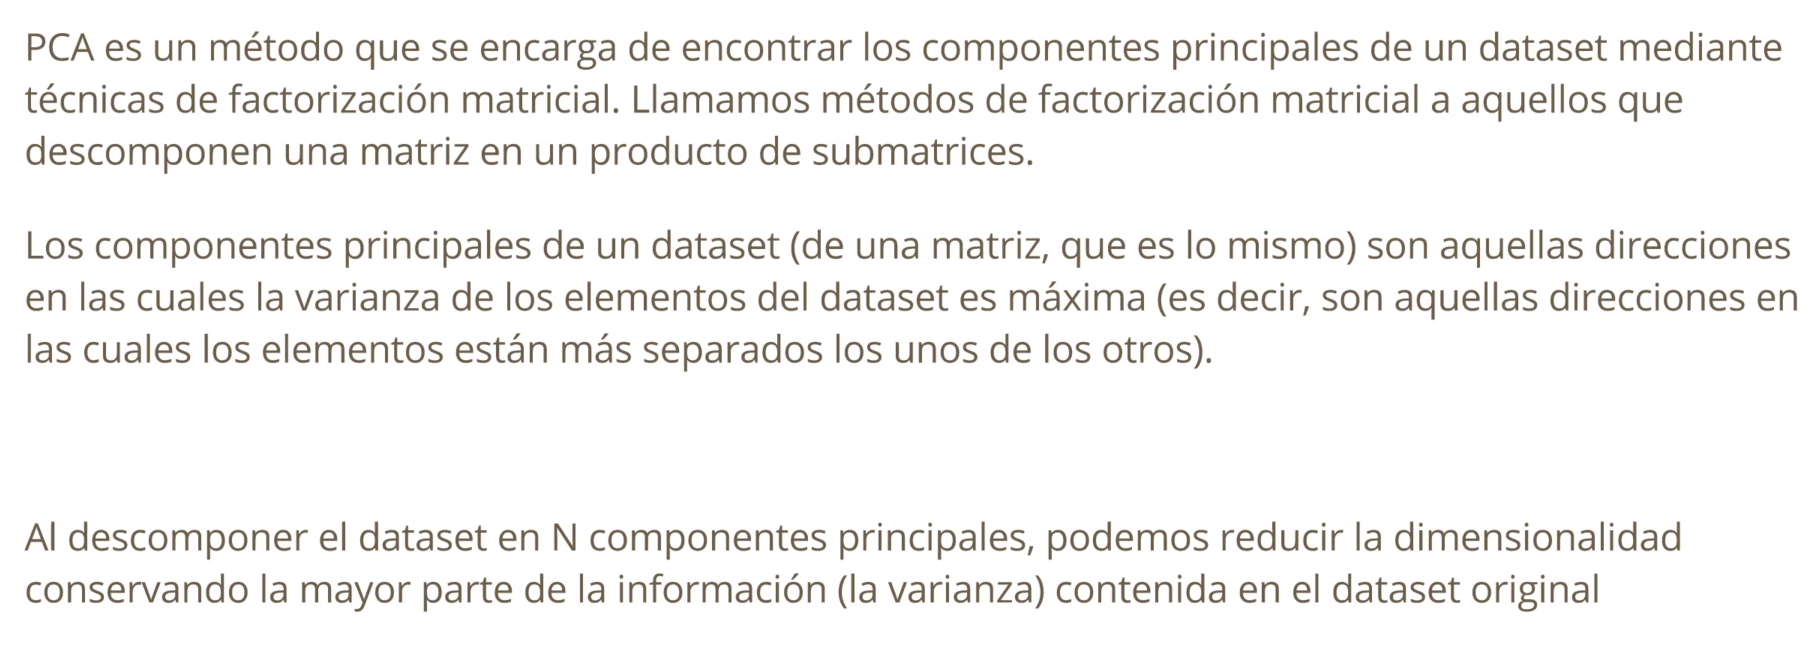 PCA es un método que se encarga de encontrar los componentes principales de un dataset mediante
técnicas de factorización matricial. Llamamos métodos de factorización matricial a aquellos que
descomponen una matriz en un producto de submatrices.
Los componentes principales de un dataset (de una matriz, que es lo mismo) son aquellas direcciones
en las cuales la varianza de los elementos del dataset es máxima (es decir, son aquellas direcciones en
las cuales los elementos están más separados los unos de los otros).
Al descomponer el dataset en N componentes principales, podemos reducir la dimensionalidad
conservando la mayor parte de la información (la varianza) contenida en el dataset original